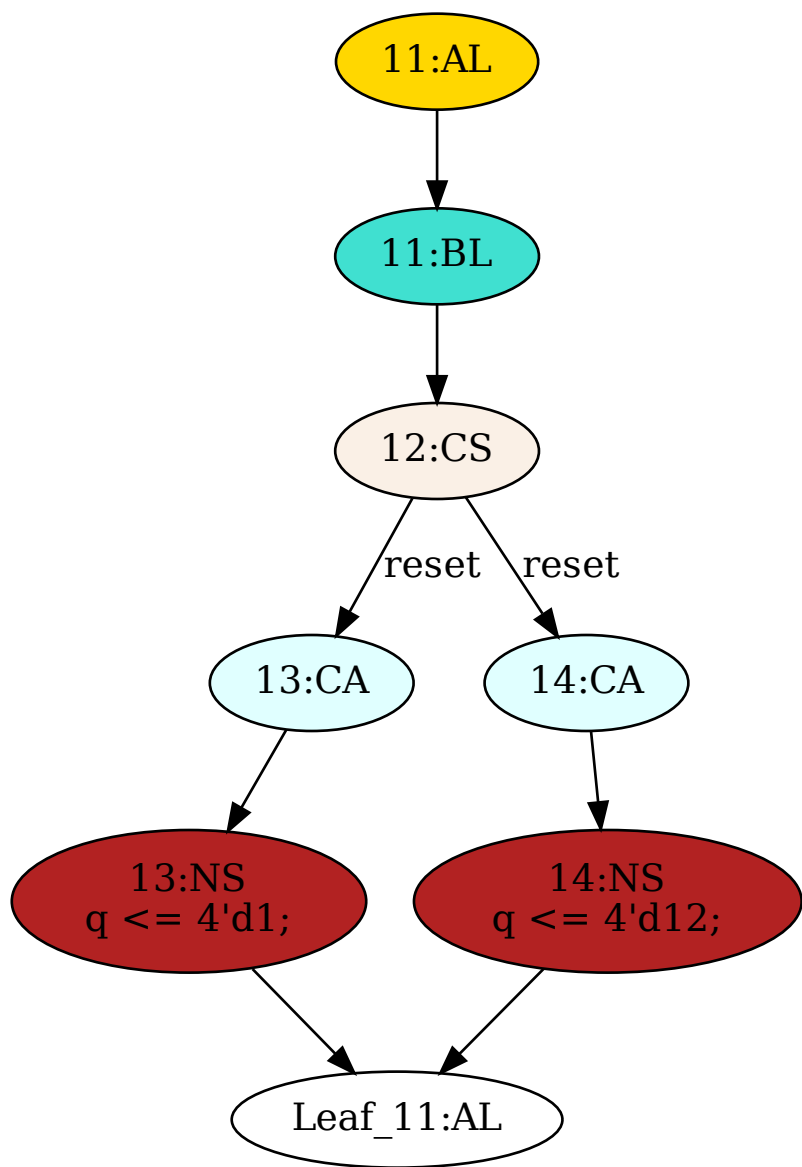 11:AL
11:BL
12:CS
reset
reset
13:CA
14:CA
13:NS
q <= 4'd1;
14:NS
q <= 4'd12;
Leaf_11:AL